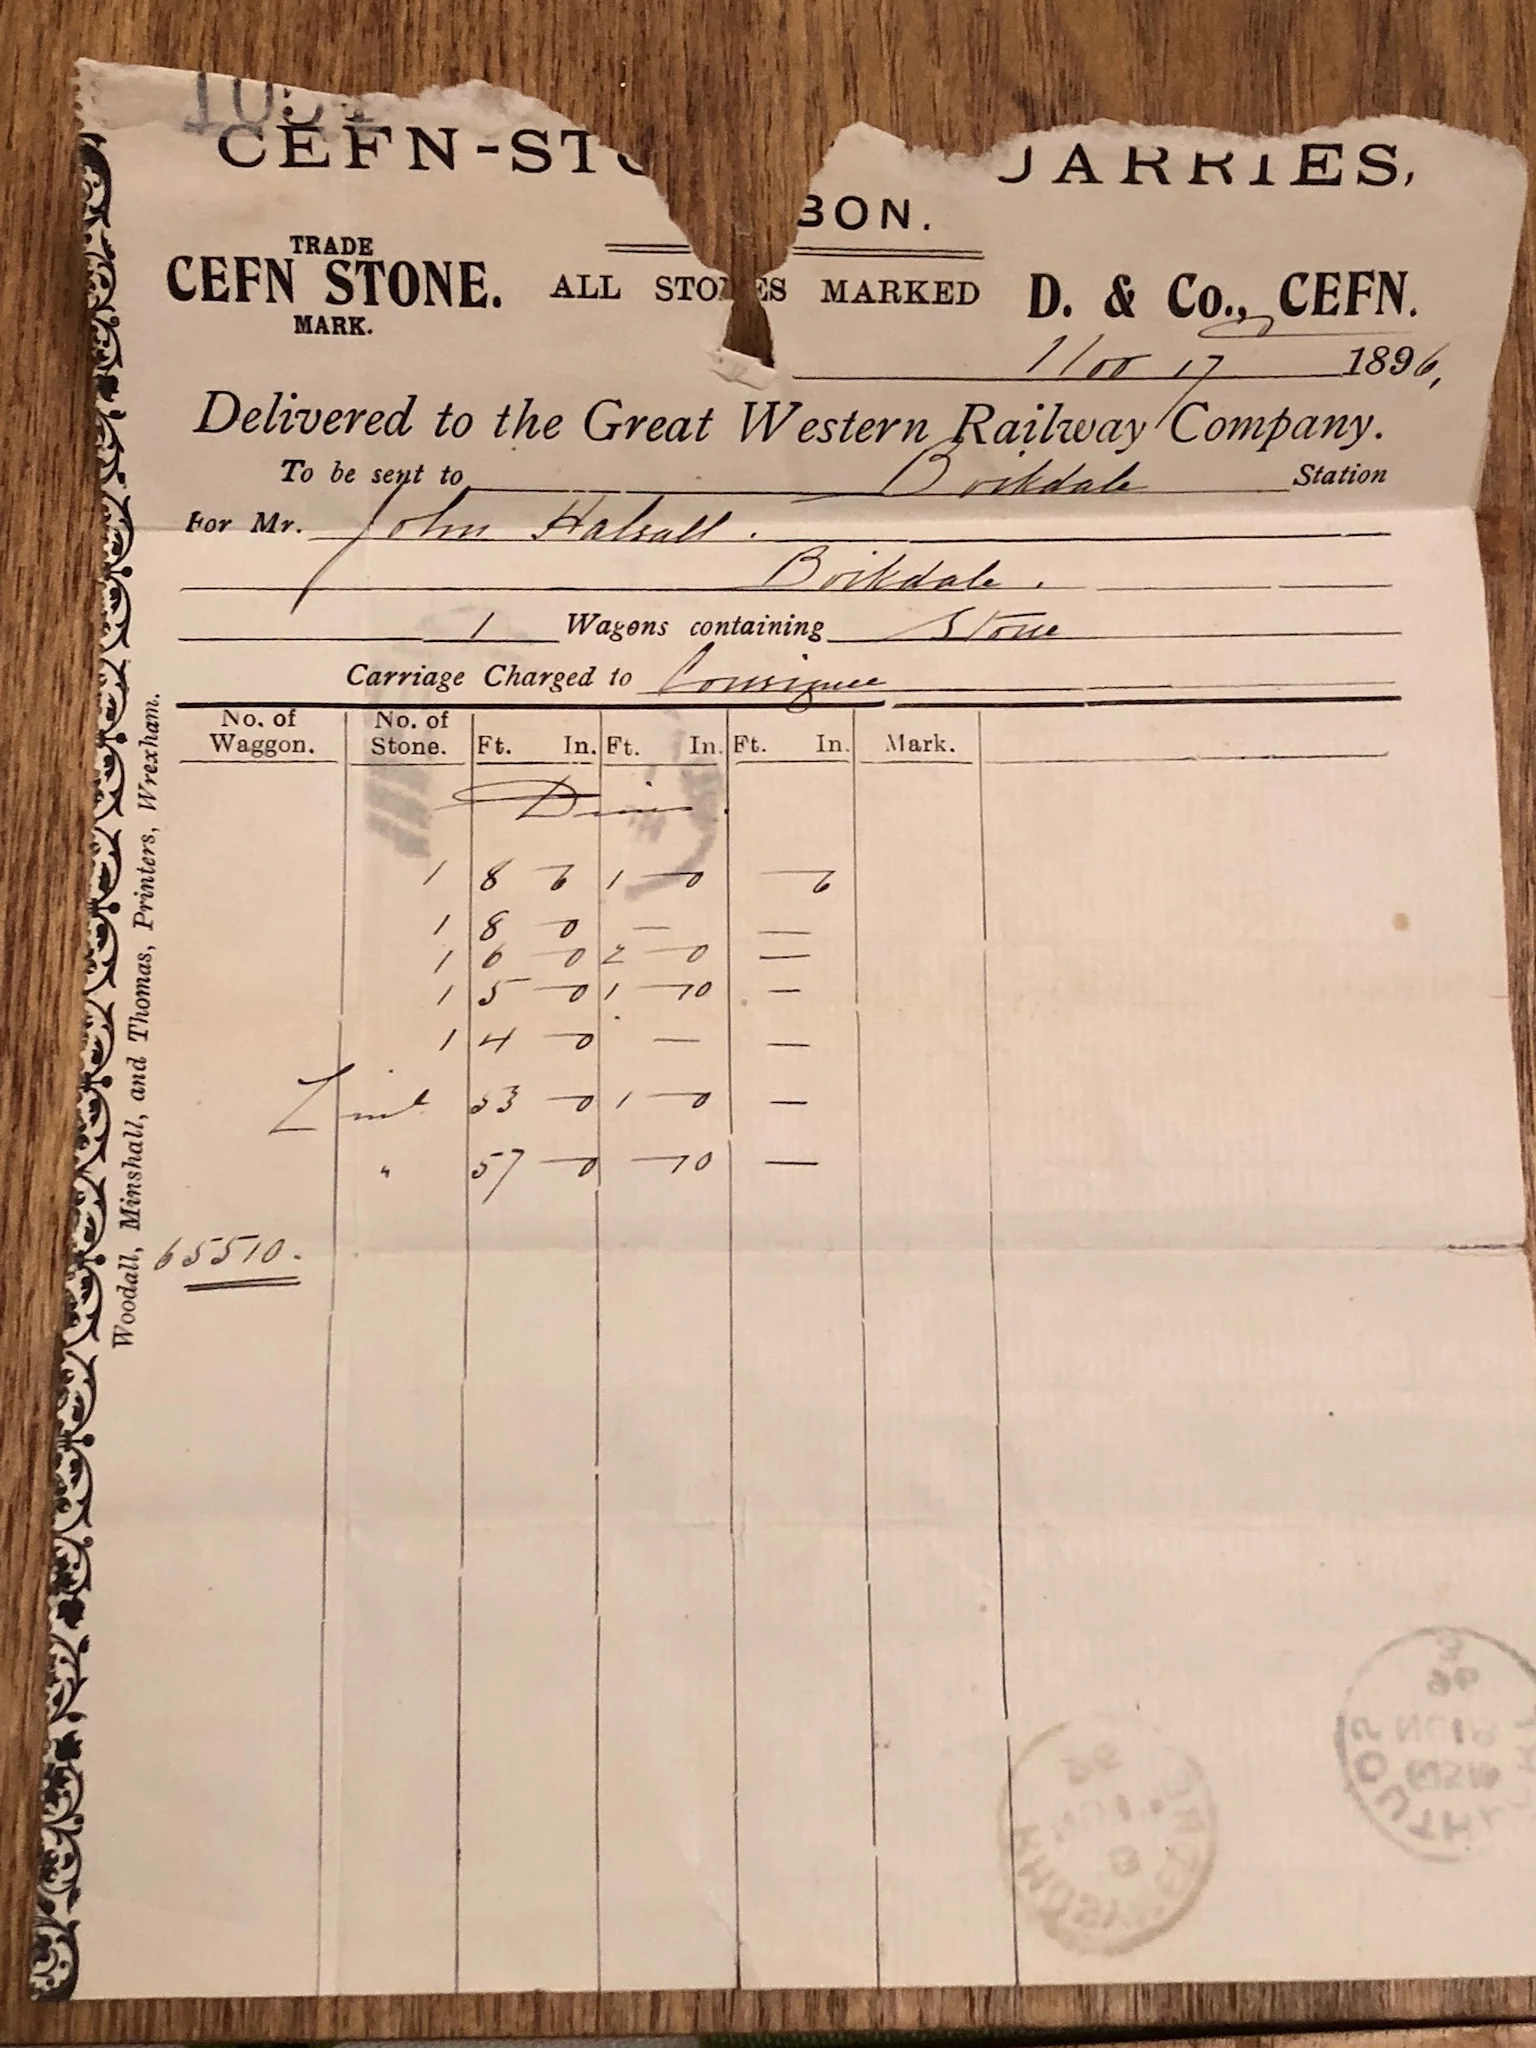 CEFN-STO UARRIES,
BON.
TRADE
CEFN STONE.
MARK.
ALL STONES MARKED D. & Co., CEFN.
Nov 17 1896,
Delivered to the Great Western Railway Company.
To be sent to Birkdale Station
For Mr. John Halsall.
Birkdale.
1 Wagons containing Stone
Carriage Charged to Consignee
No. of Waggon. No. of Stone. Ft. In. Ft. In. Ft. In. Mark.
1 8 6 1 0 6
1 8 0 — —
1 6 0 2 0 —
1 5 0 1 10 —
1 4 0 — —
53 0 1 0 —
" 57 0 10 —
65510.
Woodall, Minshall, and Thomas, Printers, Wrexham.